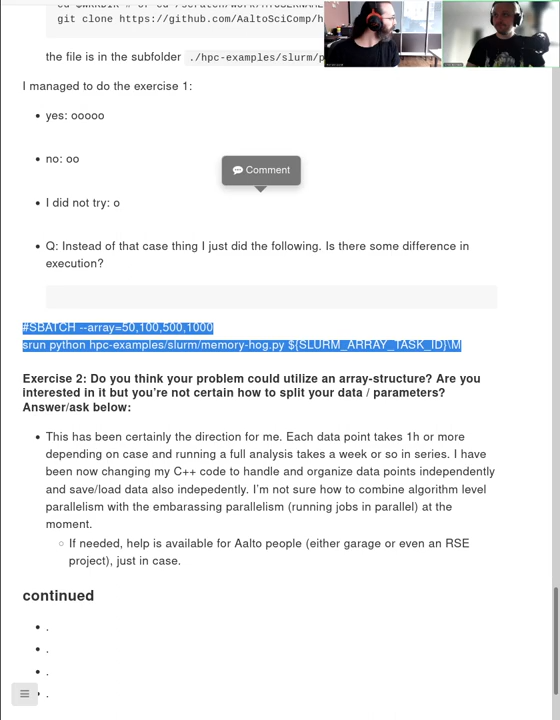 git clone https://github.com/AaltoSciComp/h
the file is in the subfolder ./hpc-examples/slurm/p
I managed to do the exercise 1:
• yes: ooooo
• no: oo
Comment
• I did not try: o
• Q: Instead of that case thing I just did the following. Is there some difference in
execution?
#SBATCH --array=50,100,500,1000
srun python hpc-examples/slurm/memory-hog.py ${SLURM_ARRAY_TASK_ID}\M
Exercise 2: Do you think your problem could utilize an array-structure? Are you
interested in it but you're not certain how to split your data / parameters?
Answer/ask below:
• This has been certainly the direction for me. Each data point takes 1h or more
depending on case and running a full analysis takes a week or so in series. I have
been now changing my C++ code to handle and organize data points independently
and save/load data also indepedently. I'm not sure how to combine algorithm level
parallelism with the embarassing parallelism (running jobs in parallel) at the
moment.
◦ If needed, help is available for Aalto people (either garage or even an RSE
project), just in case.
continued
• .
• .
• .
• .